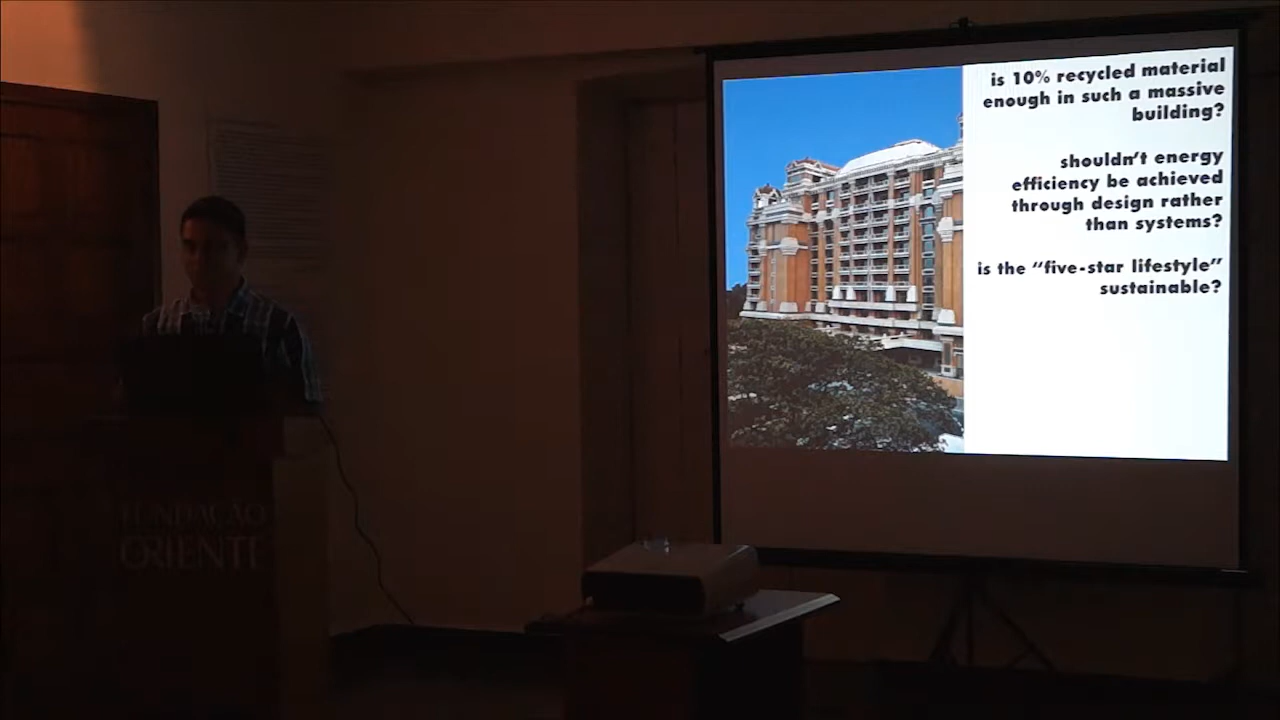 is 10% recycled material
enough in such a massive
building?
shouldn't energy
efficiency be achieved
through design rather
than systems?
is the "five-star lifestyle"
sustainable?
FUNDAÇÃO
ORIENTE